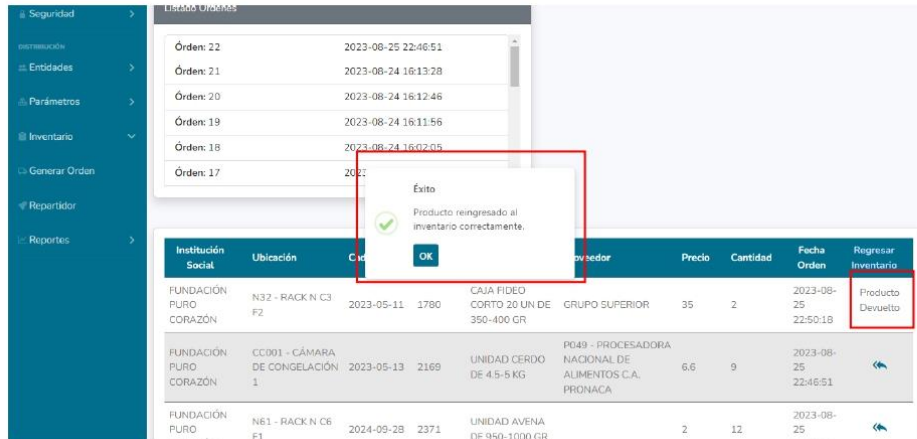 Seguridad
Listado Ordenes
DISTRIBUCIÓN
Entidades
Parámetros
Inventario
Generar Orden
Repartidor
Reportes
Órden: 22 2023-08-25 22:46:51
Órden: 21 2023-08-24 16:13:28
Órden: 20 2023-08-24 16:12:46
Órden: 19 2023-08-24 16:11:56
Órden: 18 2023-08-24 16:02:05
Órden: 17
Éxito
Producto reingresado al
inventario correctamente.
OK
Institución
Social
Ubicación
Precio
Cantidad
Fecha
Orden
Regresar
Inventario
FUNDACIÓN
PURO
CORAZÓN
N32 - RACK N C3
F2
2023-05-11
1780
CAJA FIDEO
CORTO 20 UN DE
350-400 GR
GRUPO SUPERIOR
35
2
2023-08-
25
22:50:18
Producto
Devuelto
FUNDACIÓN
PURO
CORAZÓN
CC001 - CÁMARA
DE CONGELACIÓN
1
2023-05-13
2169
UNIDAD CERDO
DE 4.5-5 KG
P049 - PROCESADORA
NACIONAL DE
ALIMENTOS C.A.
PRONACA
6.6
9
2023-08-
25
22:46:51
FUNDACIÓN
PURO
N61 - RACK N C6
F1
2024-09-28
2371
UNIDAD AVENA
DE 950-1000 GR
2
12
2023-08-
25